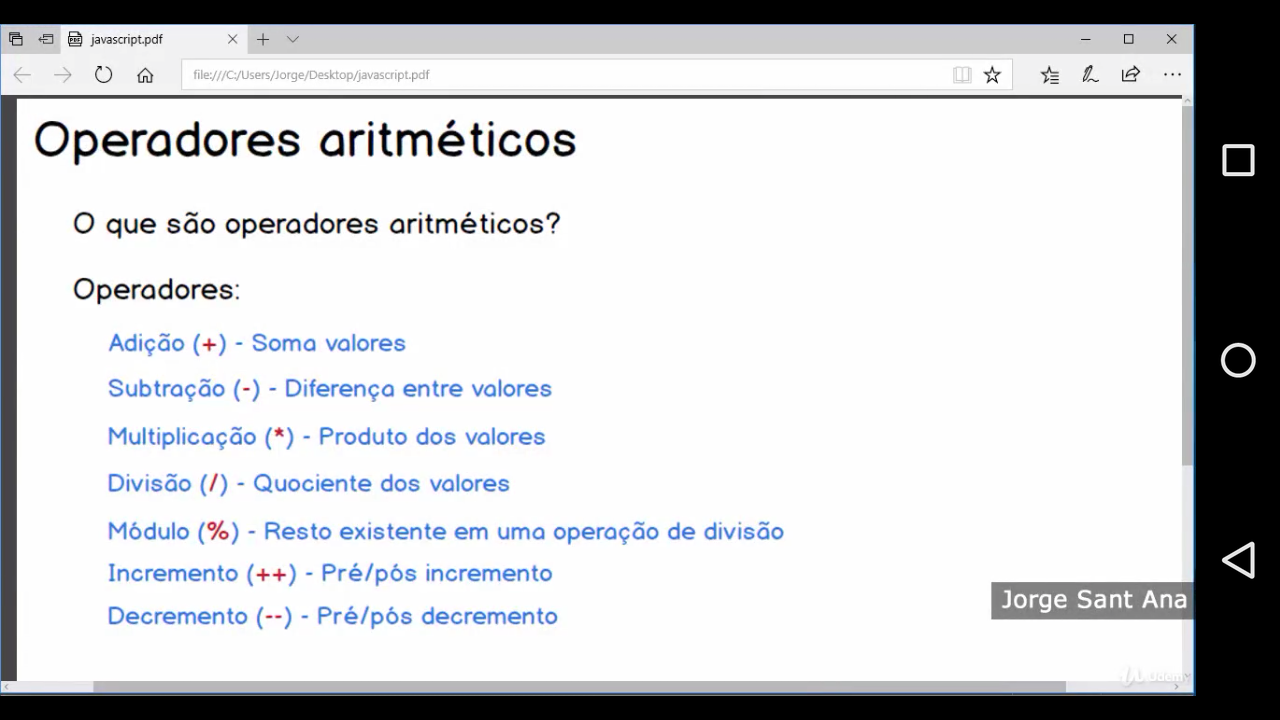 javascript.pdf
file:///C:/Users/Jorge/Desktop/javascript.pdf
Operadores aritméticos
O que são operadores aritméticos?
Operadores:
Adição (+) - Soma valores
Subtração (-) - Diferença entre valores
Multiplicação (*) - Produto dos valores
Divisão (/) - Quociente dos valores
Módulo (%) - Resto existente em uma operação de divisão
Incremento (++) - Pré/pós incremento
Decremento (--) - Pré/pós decremento
Jorge Sant Ana
Udemy